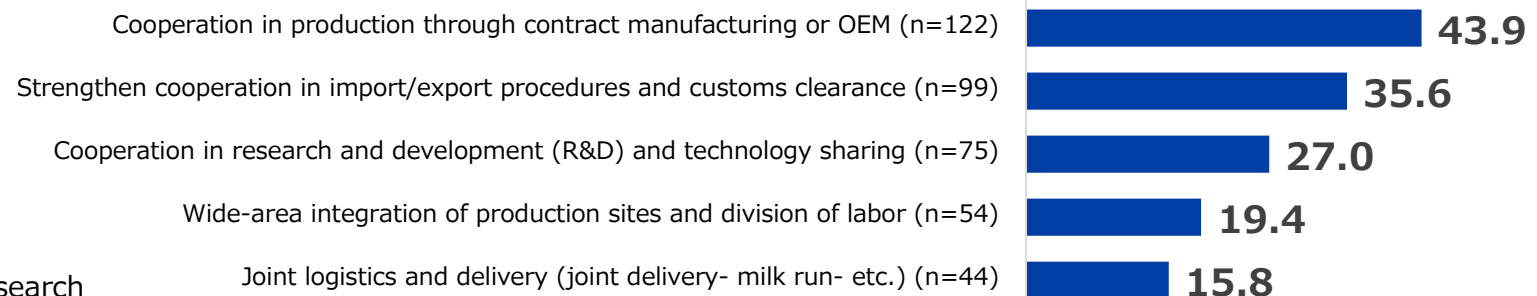 Cooperation in production through contract manufacturing or OEM (n=122) 43.9
Strengthen cooperation in import/export procedures and customs clearance (n=99) 35.6
Cooperation in research and development (R&D) and technology sharing (n=75) 27.0
Wide-area integration of production sites and division of labor (n=54) 19.4
Joint logistics and delivery (joint delivery- milk run- etc.) (n=44) 15.8